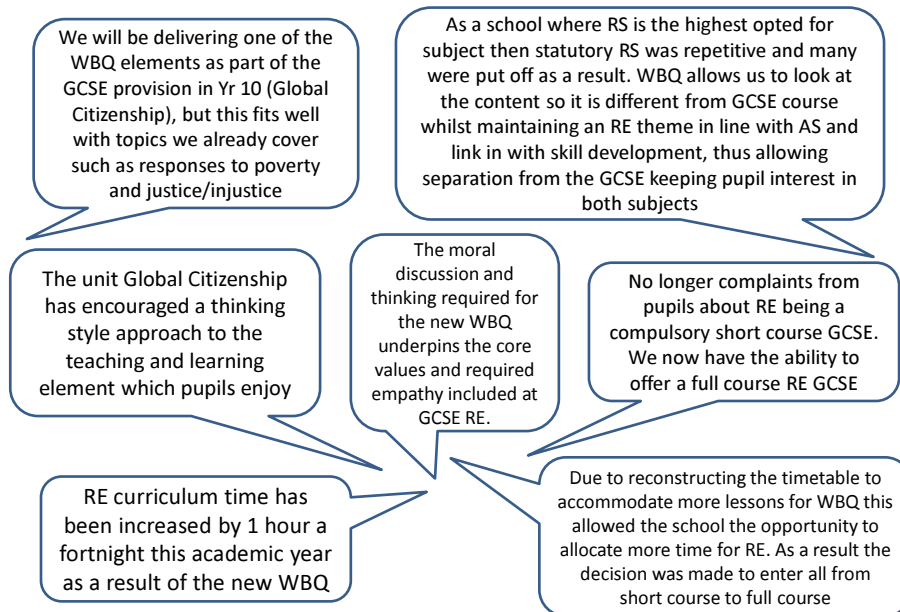 We will be delivering one of the
WBQ elements as part of the
GCSE provision in Yr 10 (Global
Citizenship), but this fits well
with topics we already cover
such as responses to poverty
and justice/injustice
As a school where RS is the highest opted for
subject then statutory RS was repetitive and many
were put off as a result. WBQ allows us to look at
the content so it is different from GCSE course
whilst maintaining an RE theme in line with AS and
link in with skill development, thus allowing
separation from the GCSE keeping pupil interest in
both subjects
The unit Global Citizenship
has encouraged a thinking
style approach to the
teaching and learning
element which pupils enjoy
The moral
discussion and
thinking required for
the new WBQ
underpins the core
values and required
empathy included at
GCSE RE.
No longer complaints from
pupils about RE being a
compulsory short course GCSE.
We now have the ability to
offer a full course RE GCSE
RE curriculum time has
been increased by 1 hour a
fortnight this academic year
as a result of the new WBQ
Due to reconstructing the timetable to
accommodate more lessons for WBQ this
allowed the school the opportunity to
allocate more time for RE. As a result the
decision was made to enter all from
short course to full course